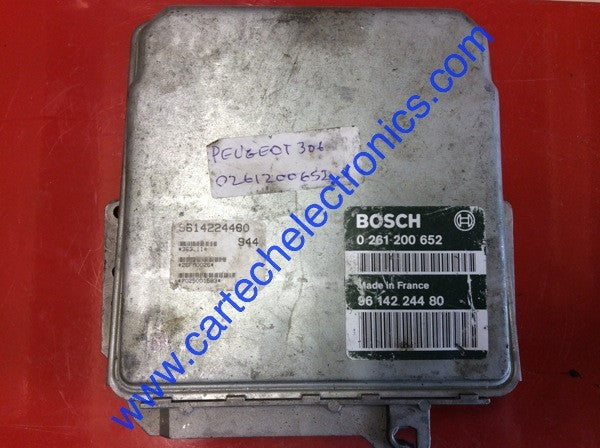 PEUGEOT 306
0261200652
9614224480
944
BOSCH
0 261 200 652
Made in France
96 142 244 80
www.cartechelectronics.com